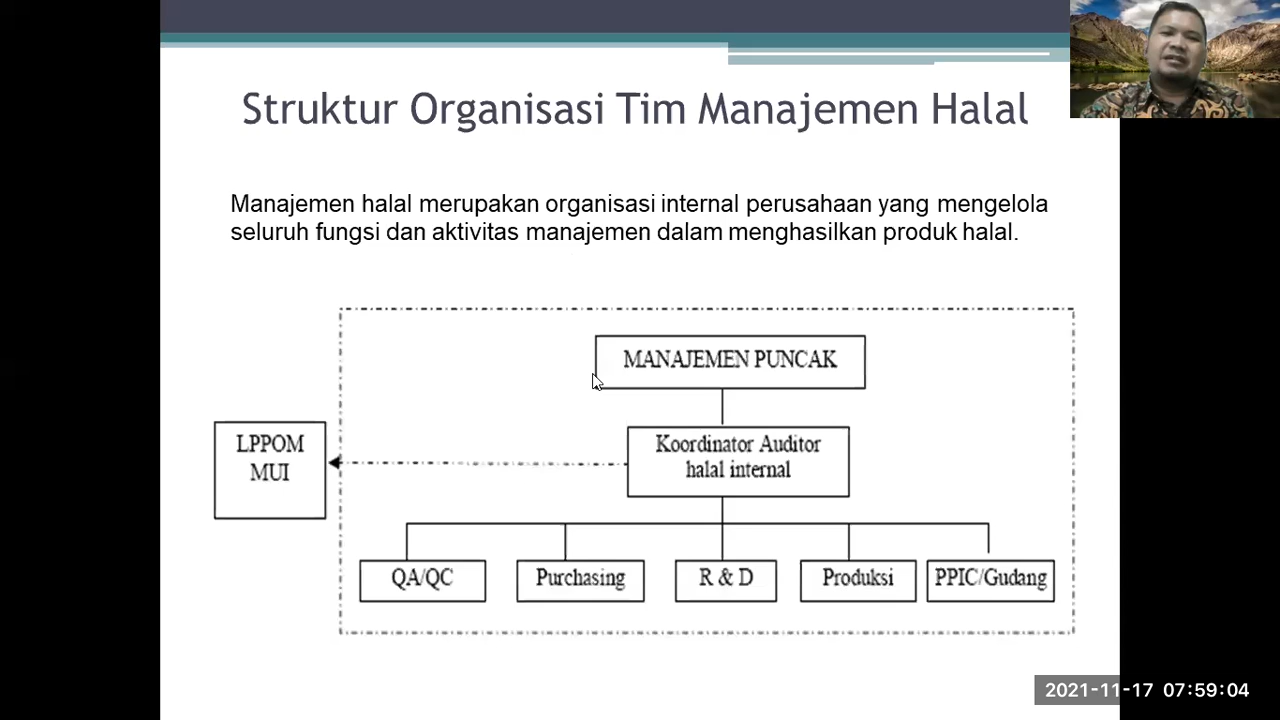 Struktur Organisasi Tim Manajemen Halal
Manajemen halal merupakan organisasi internal perusahaan yang mengelola
seluruh fungsi dan aktivitas manajemen dalam menghasilkan produk halal.
MANAJEMEN PUNCAK
LPPOM
MUI
Koordinator Auditor
halal internal
QA/QC
Purchasing
R & D
Produksi
PPIC/Gudang
2021-11-17 07:59:04